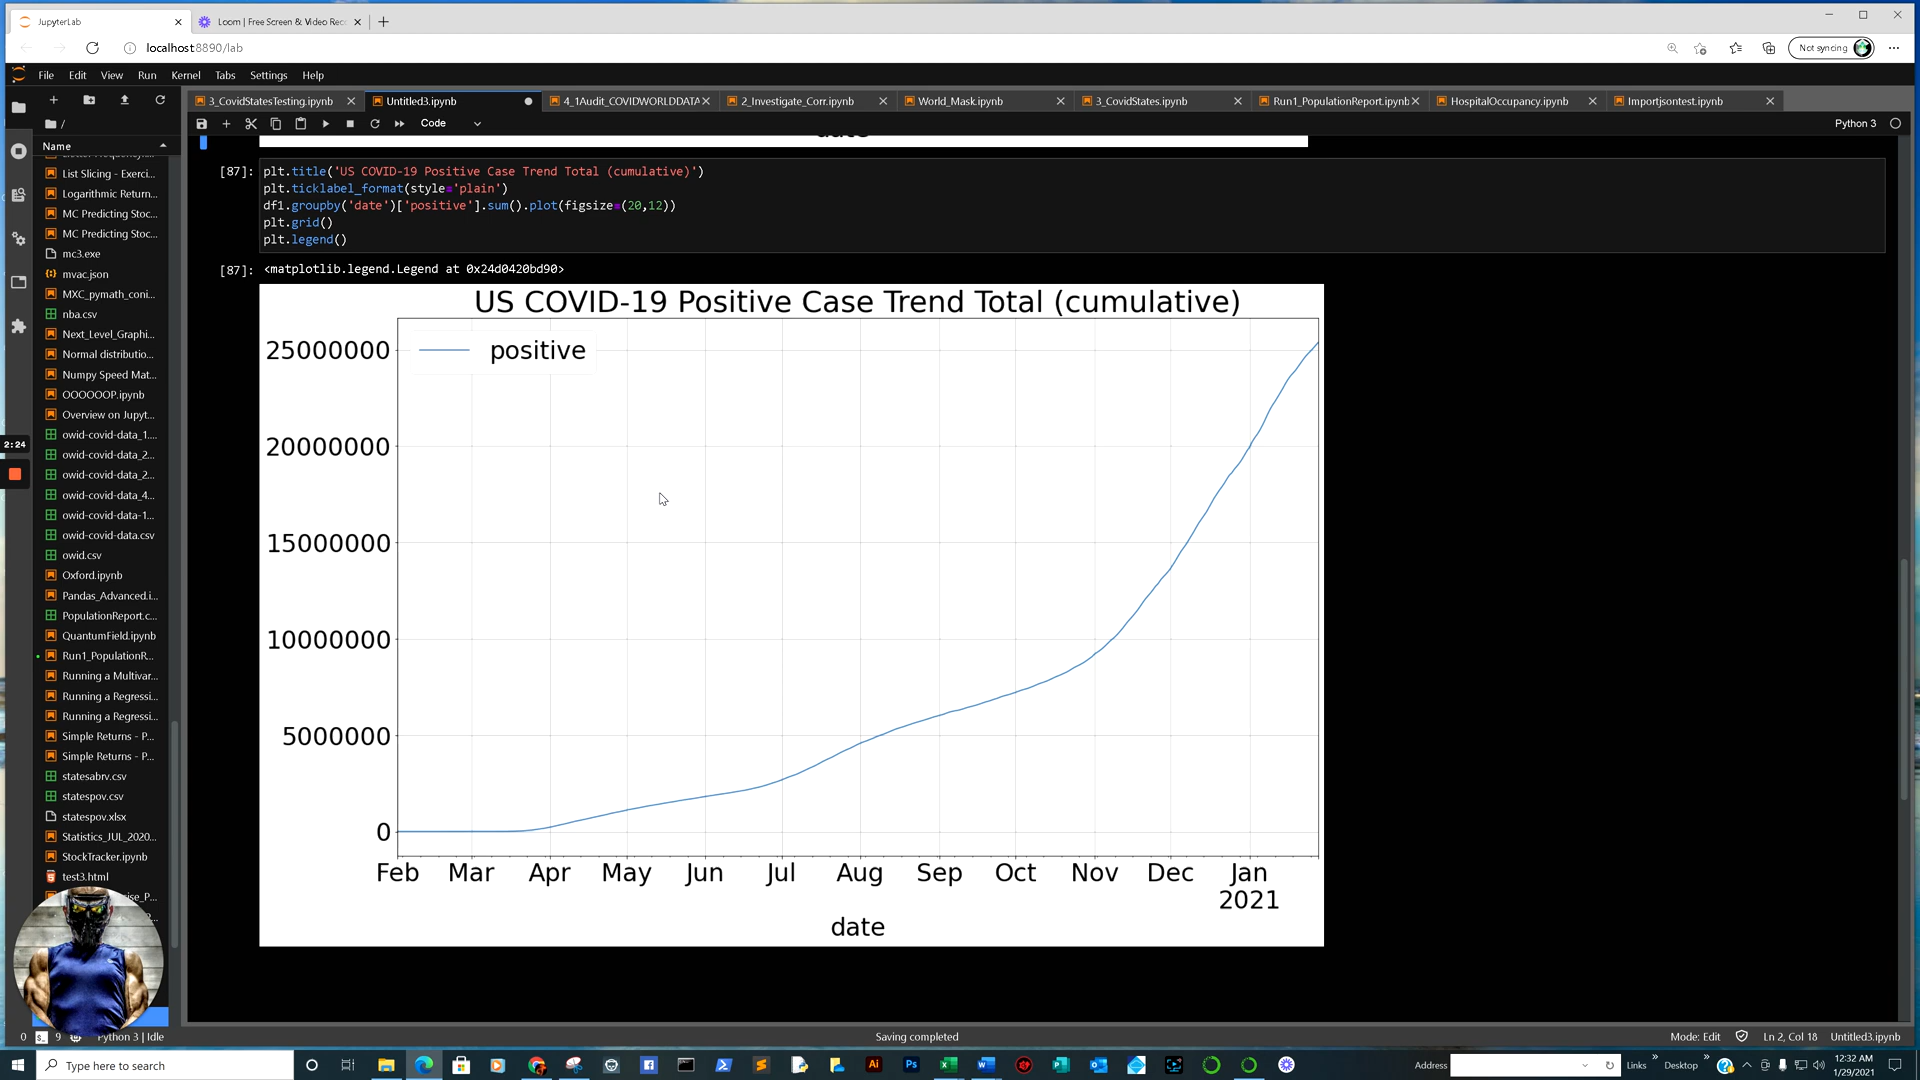 JupyterLab
Loom | Free Screen & Video Rec
localhost:8890/lab
Not syncing
File Edit View Run Kernel Tabs Settings Help
3_CovidStatesTesting.ipynb
Untitled3.ipynb
4_1Audit_COVIDWORLDDATA
2_Investigate_Corr.ipynb
World_Mask.ipynb
3_CovidStates.ipynb
Run1_PopulationReport.ipynb
HospitalOccupancy.ipynb
Importjsontest.ipynb
Code
Python 3
/
Name
List Slicing - Exerci...
Logarithmic Return...
MC Predicting Stoc...
MC Predicting Stoc...
mc3.exe
mvac.json
MXC_pymath_coni...
nba.csv
Next_Level_Graphi...
Normal distributio...
Numpy Speed Mat...
OOOOOOP.ipynb
Overview on Jupyt...
owid-covid-data_1....
owid-covid-data_2...
owid-covid-data_2...
owid-covid-data_4...
owid-covid-data-1...
owid-covid-data.csv
owid.csv
Oxford.ipynb
Pandas_Advanced.i...
PopulationReport.c...
QuantumField.ipynb
Run1_PopulationR...
Running a Multivar...
Running a Regressi...
Running a Regressi...
Simple Returns - P...
Simple Returns - P...
statesabrv.csv
statespov.csv
statespov.xlsx
Statistics_JUL_2020...
StockTracker.ipynb
test3.html
2:24
date
[87]:
plt.title('US COVID-19 Positive Case Trend Total (cumulative)')
plt.ticklabel_format(style='plain')
df1.groupby('date')['positive'].sum().plot(figsize=(20,12))
plt.grid()
plt.legend()
[87]: <matplotlib.legend.Legend at 0x24d0420bd90>
US COVID-19 Positive Case Trend Total (cumulative)
positive
25000000
20000000
15000000
10000000
5000000
0
Feb Mar Apr May Jun Jul Aug Sep Oct Nov Dec Jan
2021
date
0 9 Python 3 | Idle
Saving completed
Mode: Edit
Ln 2, Col 18
Untitled3.ipynb
Type here to search
Address
Links
Desktop
12:32 AM
1/29/2021